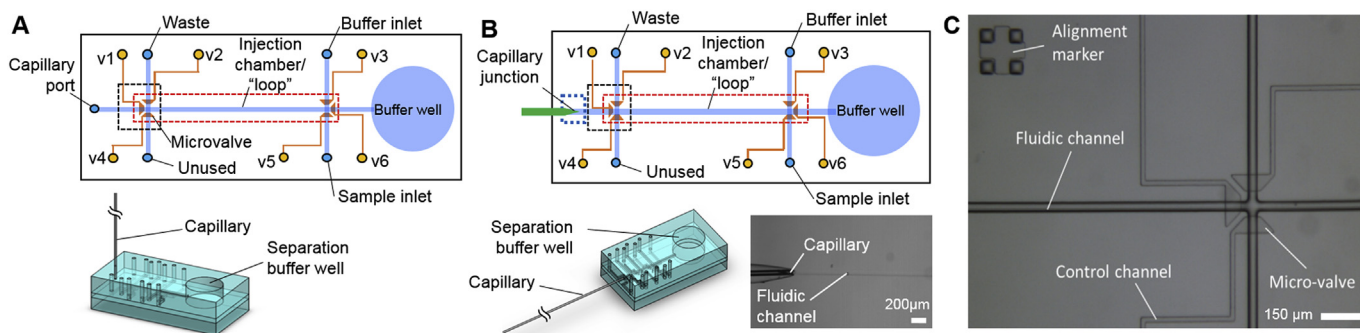 A
Waste
Buffer inlet
v1
v2
Injection
chamber/
“loop”
v3
Capillary
port
Buffer well
Microvalve
v4
Unused
v5
v6
Sample inlet
Capillary
Separation
buffer well
B
Waste
Buffer inlet
v1
v2
Injection
chamber/
“loop”
v3
Capillary
junction
Buffer well
v4
Unused
v5
v6
Sample inlet
Separation
buffer well
Capillary
Capillary
Fluidic
channel
200μm
C
Alignment
marker
Fluidic channel
Control channel
Micro-valve
150 μm